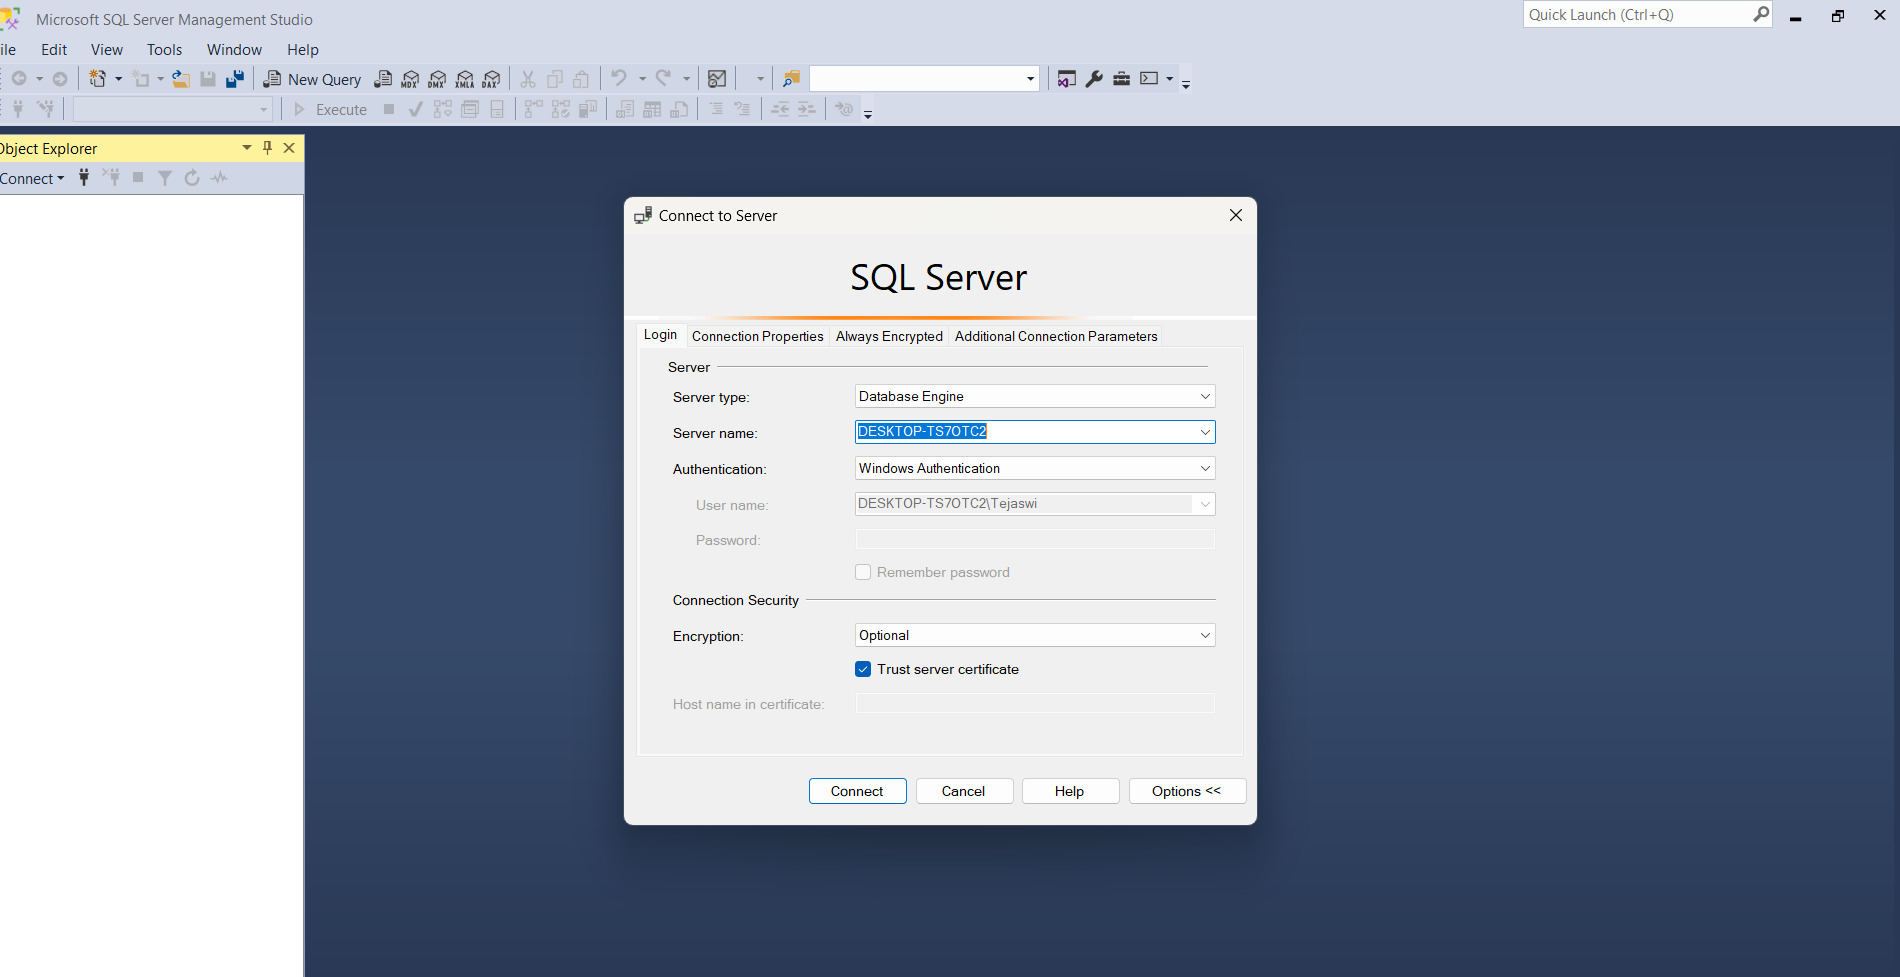 Microsoft SQL Server Management Studio
Quick Launch (Ctrl+Q)
ile Edit View Tools Window Help
New Query MDX DMX XMLA DAX
Execute
Object Explorer
Connect
Connect to Server
SQL Server
Login Connection Properties Always Encrypted Additional Connection Parameters
Server
Server type: Database Engine
Server name: DESKTOP-TS7OTC2
Authentication: Windows Authentication
User name: DESKTOP-TS7OTC2\Tejaswi
Password:
Remember password
Connection Security
Encryption: Optional
Trust server certificate
Host name in certificate:
Connect Cancel Help Options <<